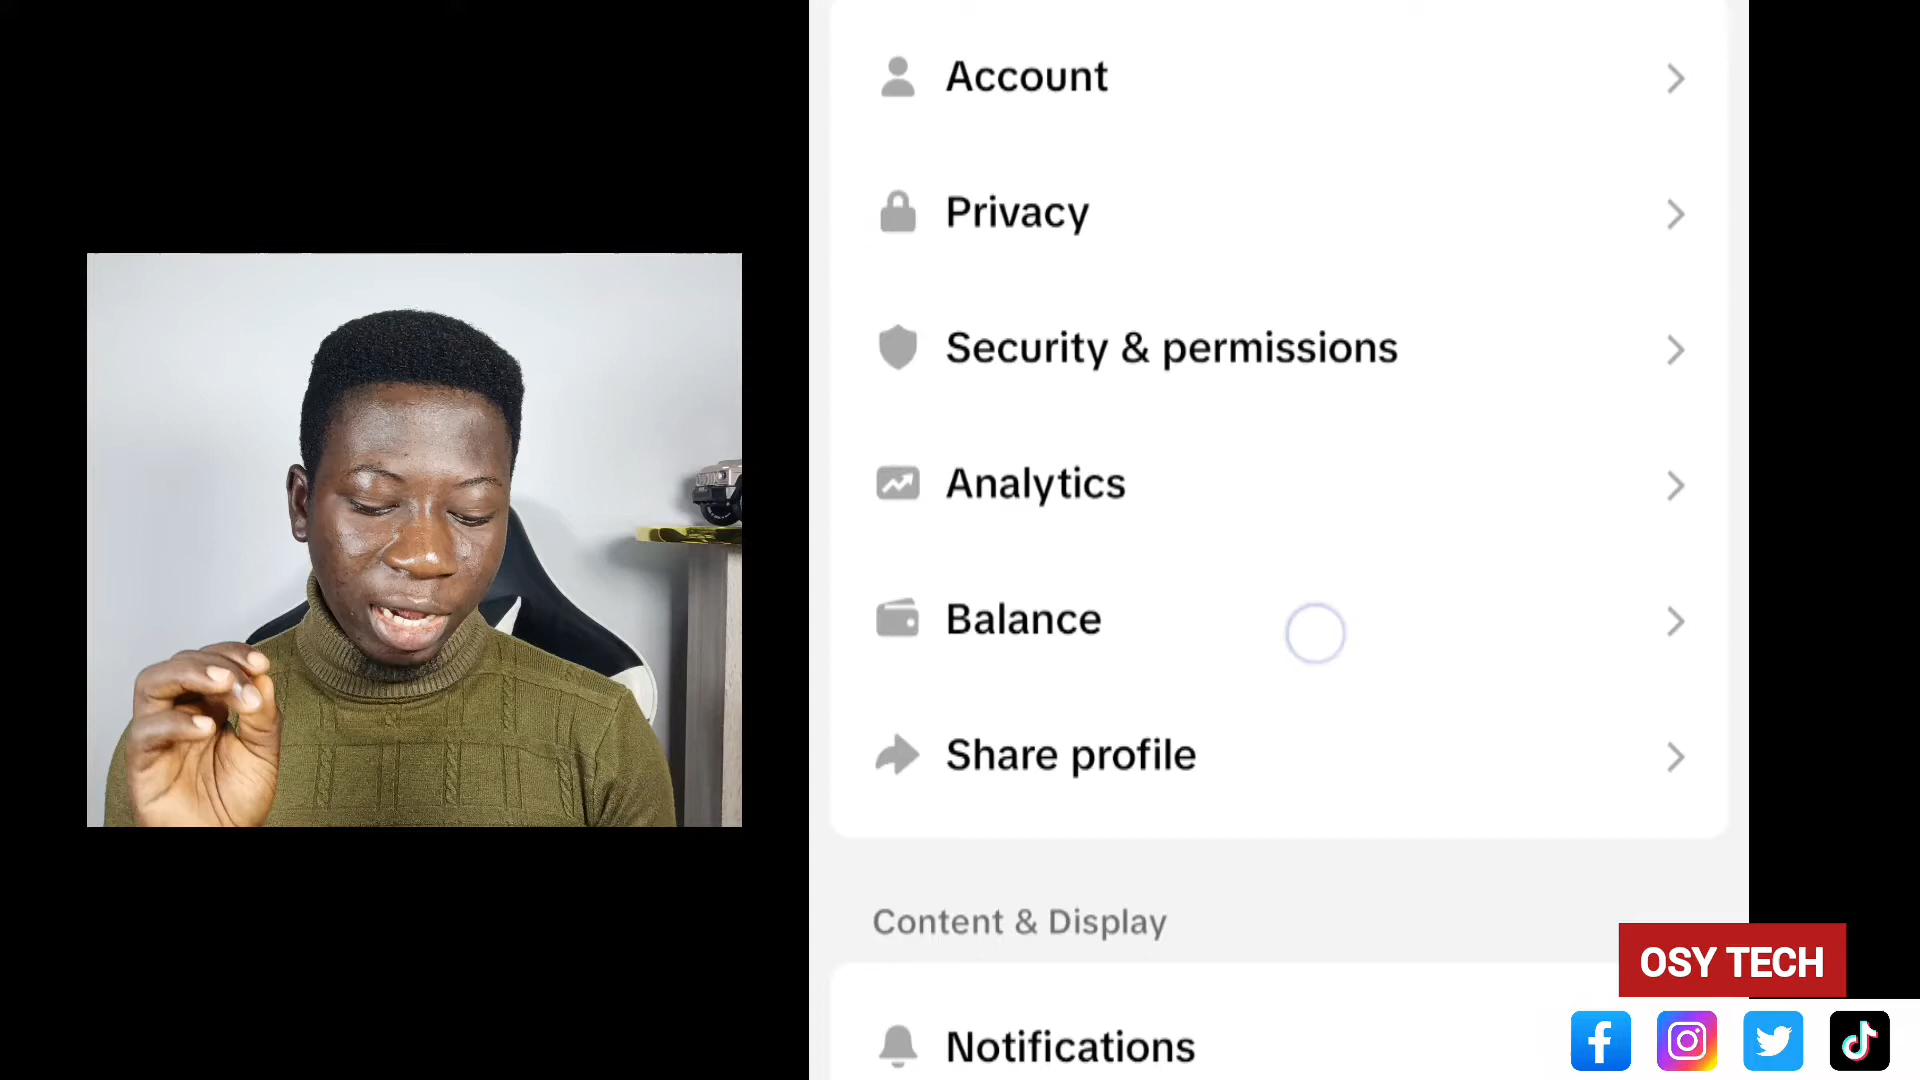 Account
Privacy
Security & permissions
Analytics
Balance
Share profile
Content & Display
Notifications
OSY TECH